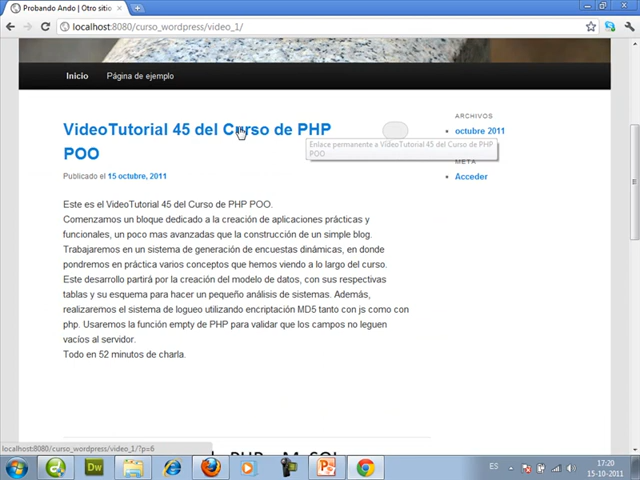 Probando Ando | Otro sitio
localhost:8080/curso_wordpress/video_1/
Inicio
Página de ejemplo
VideoTutorial 45 del Curso de PHP
POO
Enlace permanente a VideoTutorial 45 del Curso de PHP
POO
Publicado el 15 octubre, 2011
ARCHIVOS
octubre 2011
META
Acceder
Este es el VideoTutorial 45 del Curso de PHP POO.
Comenzamos un bloque dedicado a la creación de aplicaciones prácticas y
funcionales, un poco mas avanzadas que la construcción de un simple blog.
Trabajaremos en un sistema de generación de encuestas dinámicas, en donde
pondremos en práctica varios conceptos que hemos viendo a lo largo del curso.
Este desarrollo partirá por la creación del modelo de datos, con sus respectivas
tablas y su esquema para hacer un pequeño análisis de sistemas. Además,
realizaremos el sistema de logueo utilizando encriptación MD5 tanto con js como con
php. Usaremos la función empty de PHP para validar que los campos no leguen
vacíos al servidor.
Todo en 52 minutos de charla.
localhost:8080/curso_wordpress/video_1/?p=6
Dw
ES
17:20
15-10-2011